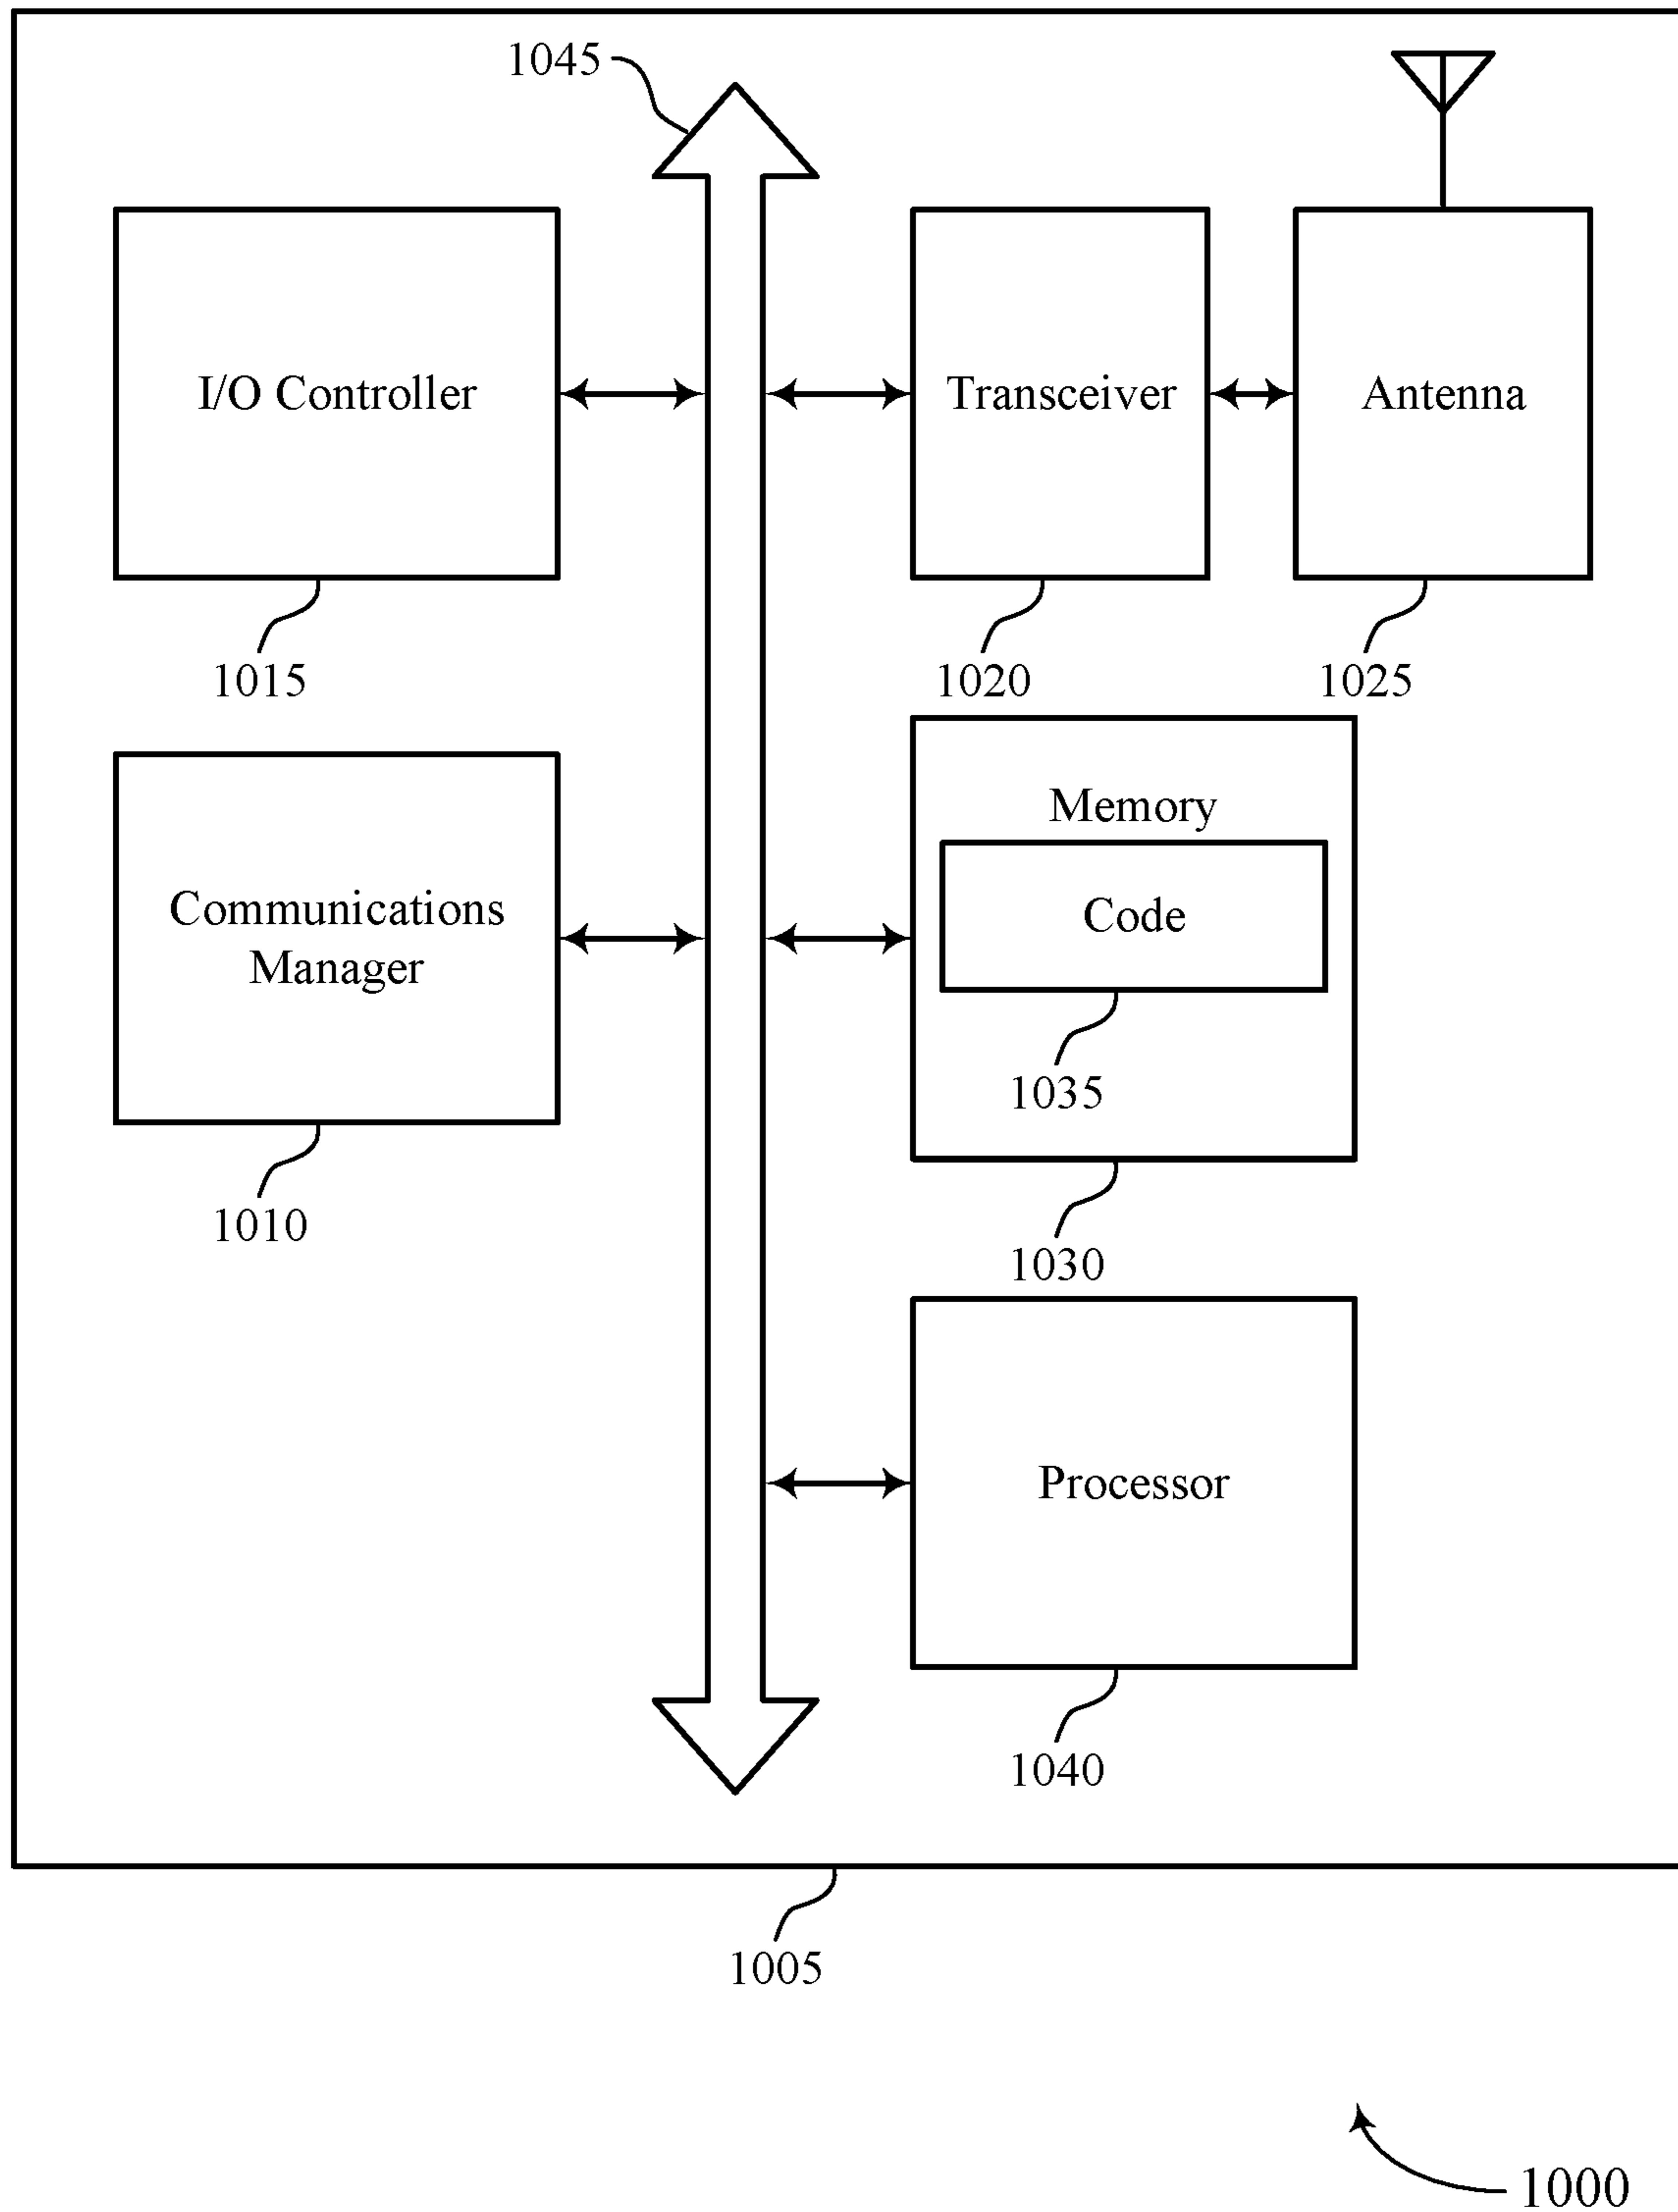 1045
I/O Controller
Transceiver
Antenna
1015
1020
1025
Communications
Manager
Memory
Code
1035
1010
1030
Processor
1040
1005
1000